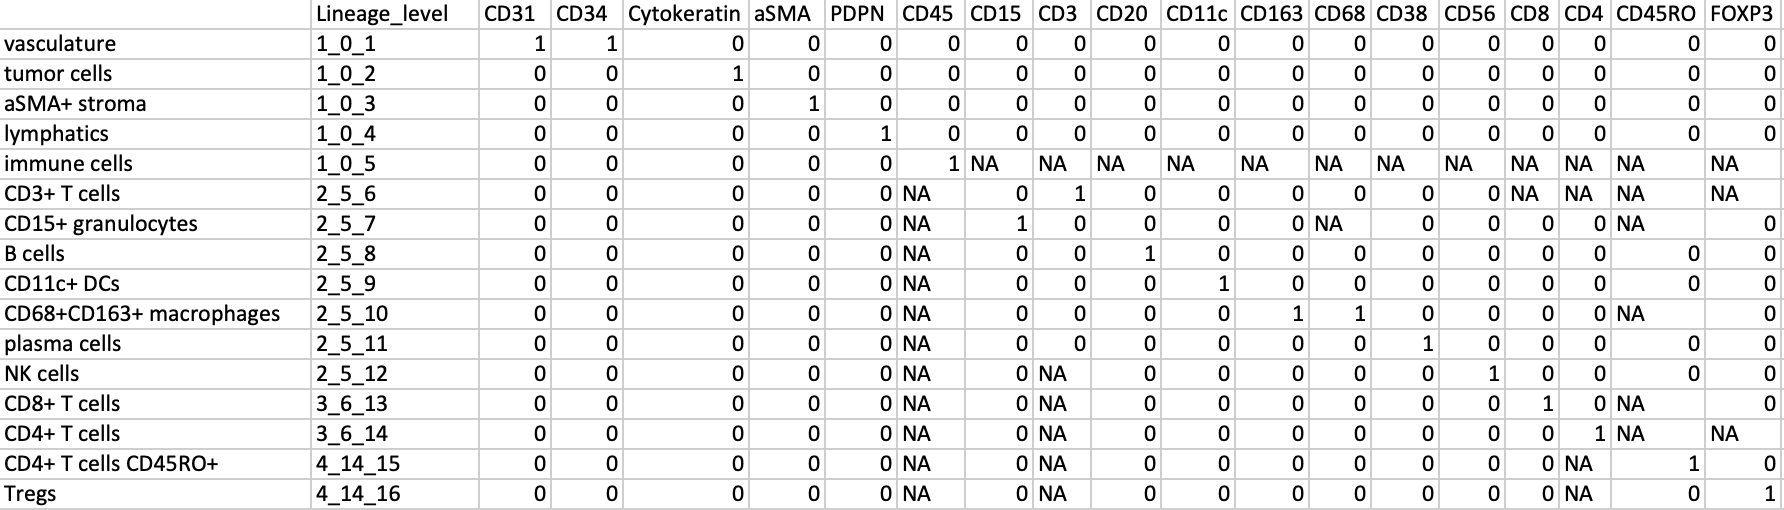 Lineage_level CD31 CD34 Cytokeratin aSMA PDPN CD45 CD15 CD3 CD20 CD11c CD163 CD68 CD38 CD56 CD8 CD4 CD45RO FOXP3
vasculature 1_0_1 1 1 0 0 0 0 0 0 0 0 0 0 0 0 0 0 0 0
tumor cells 1_0_2 0 0 1 0 0 0 0 0 0 0 0 0 0 0 0 0 0 0
aSMA+ stroma 1_0_3 0 0 0 1 0 0 0 0 0 0 0 0 0 0 0 0 0 0
lymphatics 1_0_4 0 0 0 0 1 0 0 0 0 0 0 0 0 0 0 0 0 0
immune cells 1_0_5 0 0 0 0 0 1 NA NA NA NA NA NA NA NA NA NA NA NA
CD3+ T cells 2_5_6 0 0 0 0 0 NA 0 1 0 0 0 0 0 0 NA NA NA NA
CD15+ granulocytes 2_5_7 0 0 0 0 0 NA 1 0 0 0 0 NA 0 0 0 0 NA 0
B cells 2_5_8 0 0 0 0 0 NA 0 0 1 0 0 0 0 0 0 0 0 0
CD11c+ DCs 2_5_9 0 0 0 0 0 NA 0 0 0 1 0 0 0 0 0 0 0 0
CD68+CD163+ macrophages 2_5_10 0 0 0 0 0 NA 0 0 0 0 1 1 0 0 0 0 NA 0
plasma cells 2_5_11 0 0 0 0 0 NA 0 0 0 0 0 0 1 0 0 0 0 0
NK cells 2_5_12 0 0 0 0 0 NA 0 NA 0 0 0 0 0 1 0 0 0 0
CD8+ T cells 3_6_13 0 0 0 0 0 NA 0 NA 0 0 0 0 0 0 1 0 NA 0
CD4+ T cells 3_6_14 0 0 0 0 0 NA 0 NA 0 0 0 0 0 0 0 1 NA NA
CD4+ T cells CD45RO+ 4_14_15 0 0 0 0 0 NA 0 NA 0 0 0 0 0 0 0 NA 1 0
Tregs 4_14_16 0 0 0 0 0 NA 0 NA 0 0 0 0 0 0 0 NA 0 1